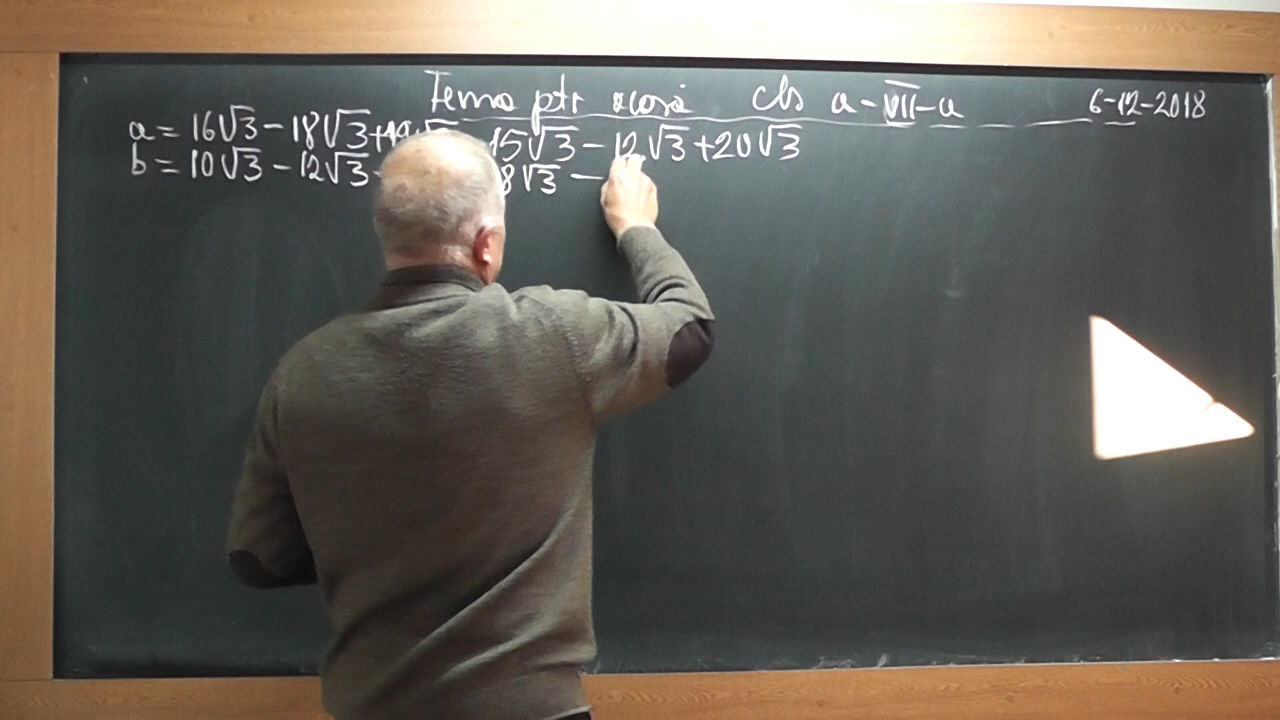 Tema ptr acasă cls a-VII-a 6-12-2018
a = 16√3 - 18√3 + 15√3 - 12√3 + 20√3
b = 10√3 - 12√3 8√3 -